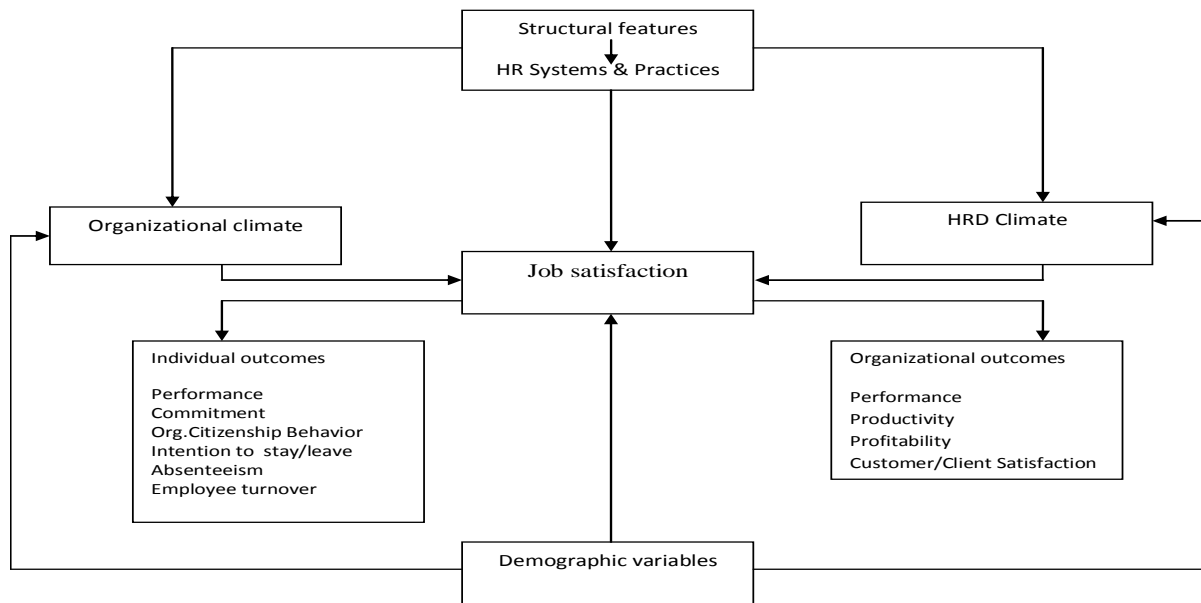 Structural features
HR Systems & Practices
Organizational climate
HRD Climate
Job satisfaction
Individual outcomes
Performance
Commitment
Org.Citizenship Behavior
Intention to stay/leave
Absenteeism
Employee turnover
Organizational outcomes
Performance
Productivity
Profitability
Customer/Client Satisfaction
Demographic variables